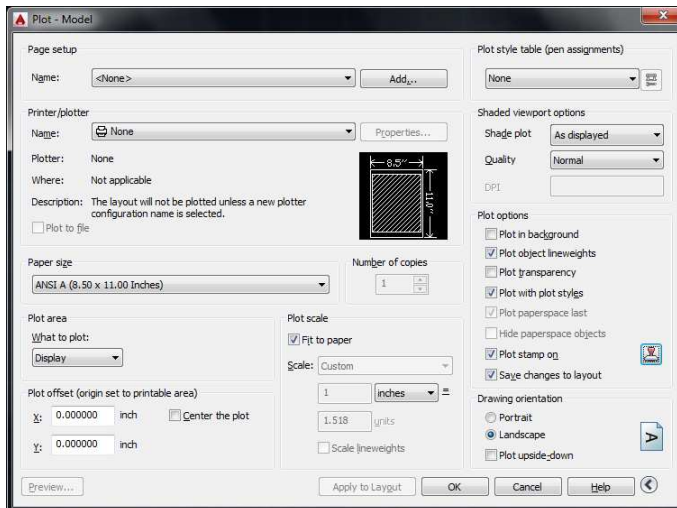 Plot - Model
Page setup
Name: <None> Add...
Printer/plotter
Name: None Properties...
Plotter: None
Where: Not applicable
Description: The layout will not be plotted unless a new plotter
configuration name is selected.
Plot to file
8.5"
11.0"
Paper size
ANSI A (8.50 x 11.00 Inches)
Number of copies
1
Plot area
What to plot:
Display
Plot offset (origin set to printable area)
X: 0.000000 inch Center the plot
Y: 0.000000 inch
Plot scale
Fit to paper
Scale: Custom
1 inches =
1.518 units
Scale lineweights
Plot style table (pen assignments)
None
Shaded viewport options
Shade plot As displayed
Quality Normal
DPI
Plot options
Plot in background
Plot object lineweights
Plot transparency
Plot with plot styles
Plot paperspace last
Hide paperspace objects
Plot stamp on
Save changes to layout
Drawing orientation
Portrait
Landscape
Plot upside-down
A
Preview... Apply to Layout OK Cancel Help